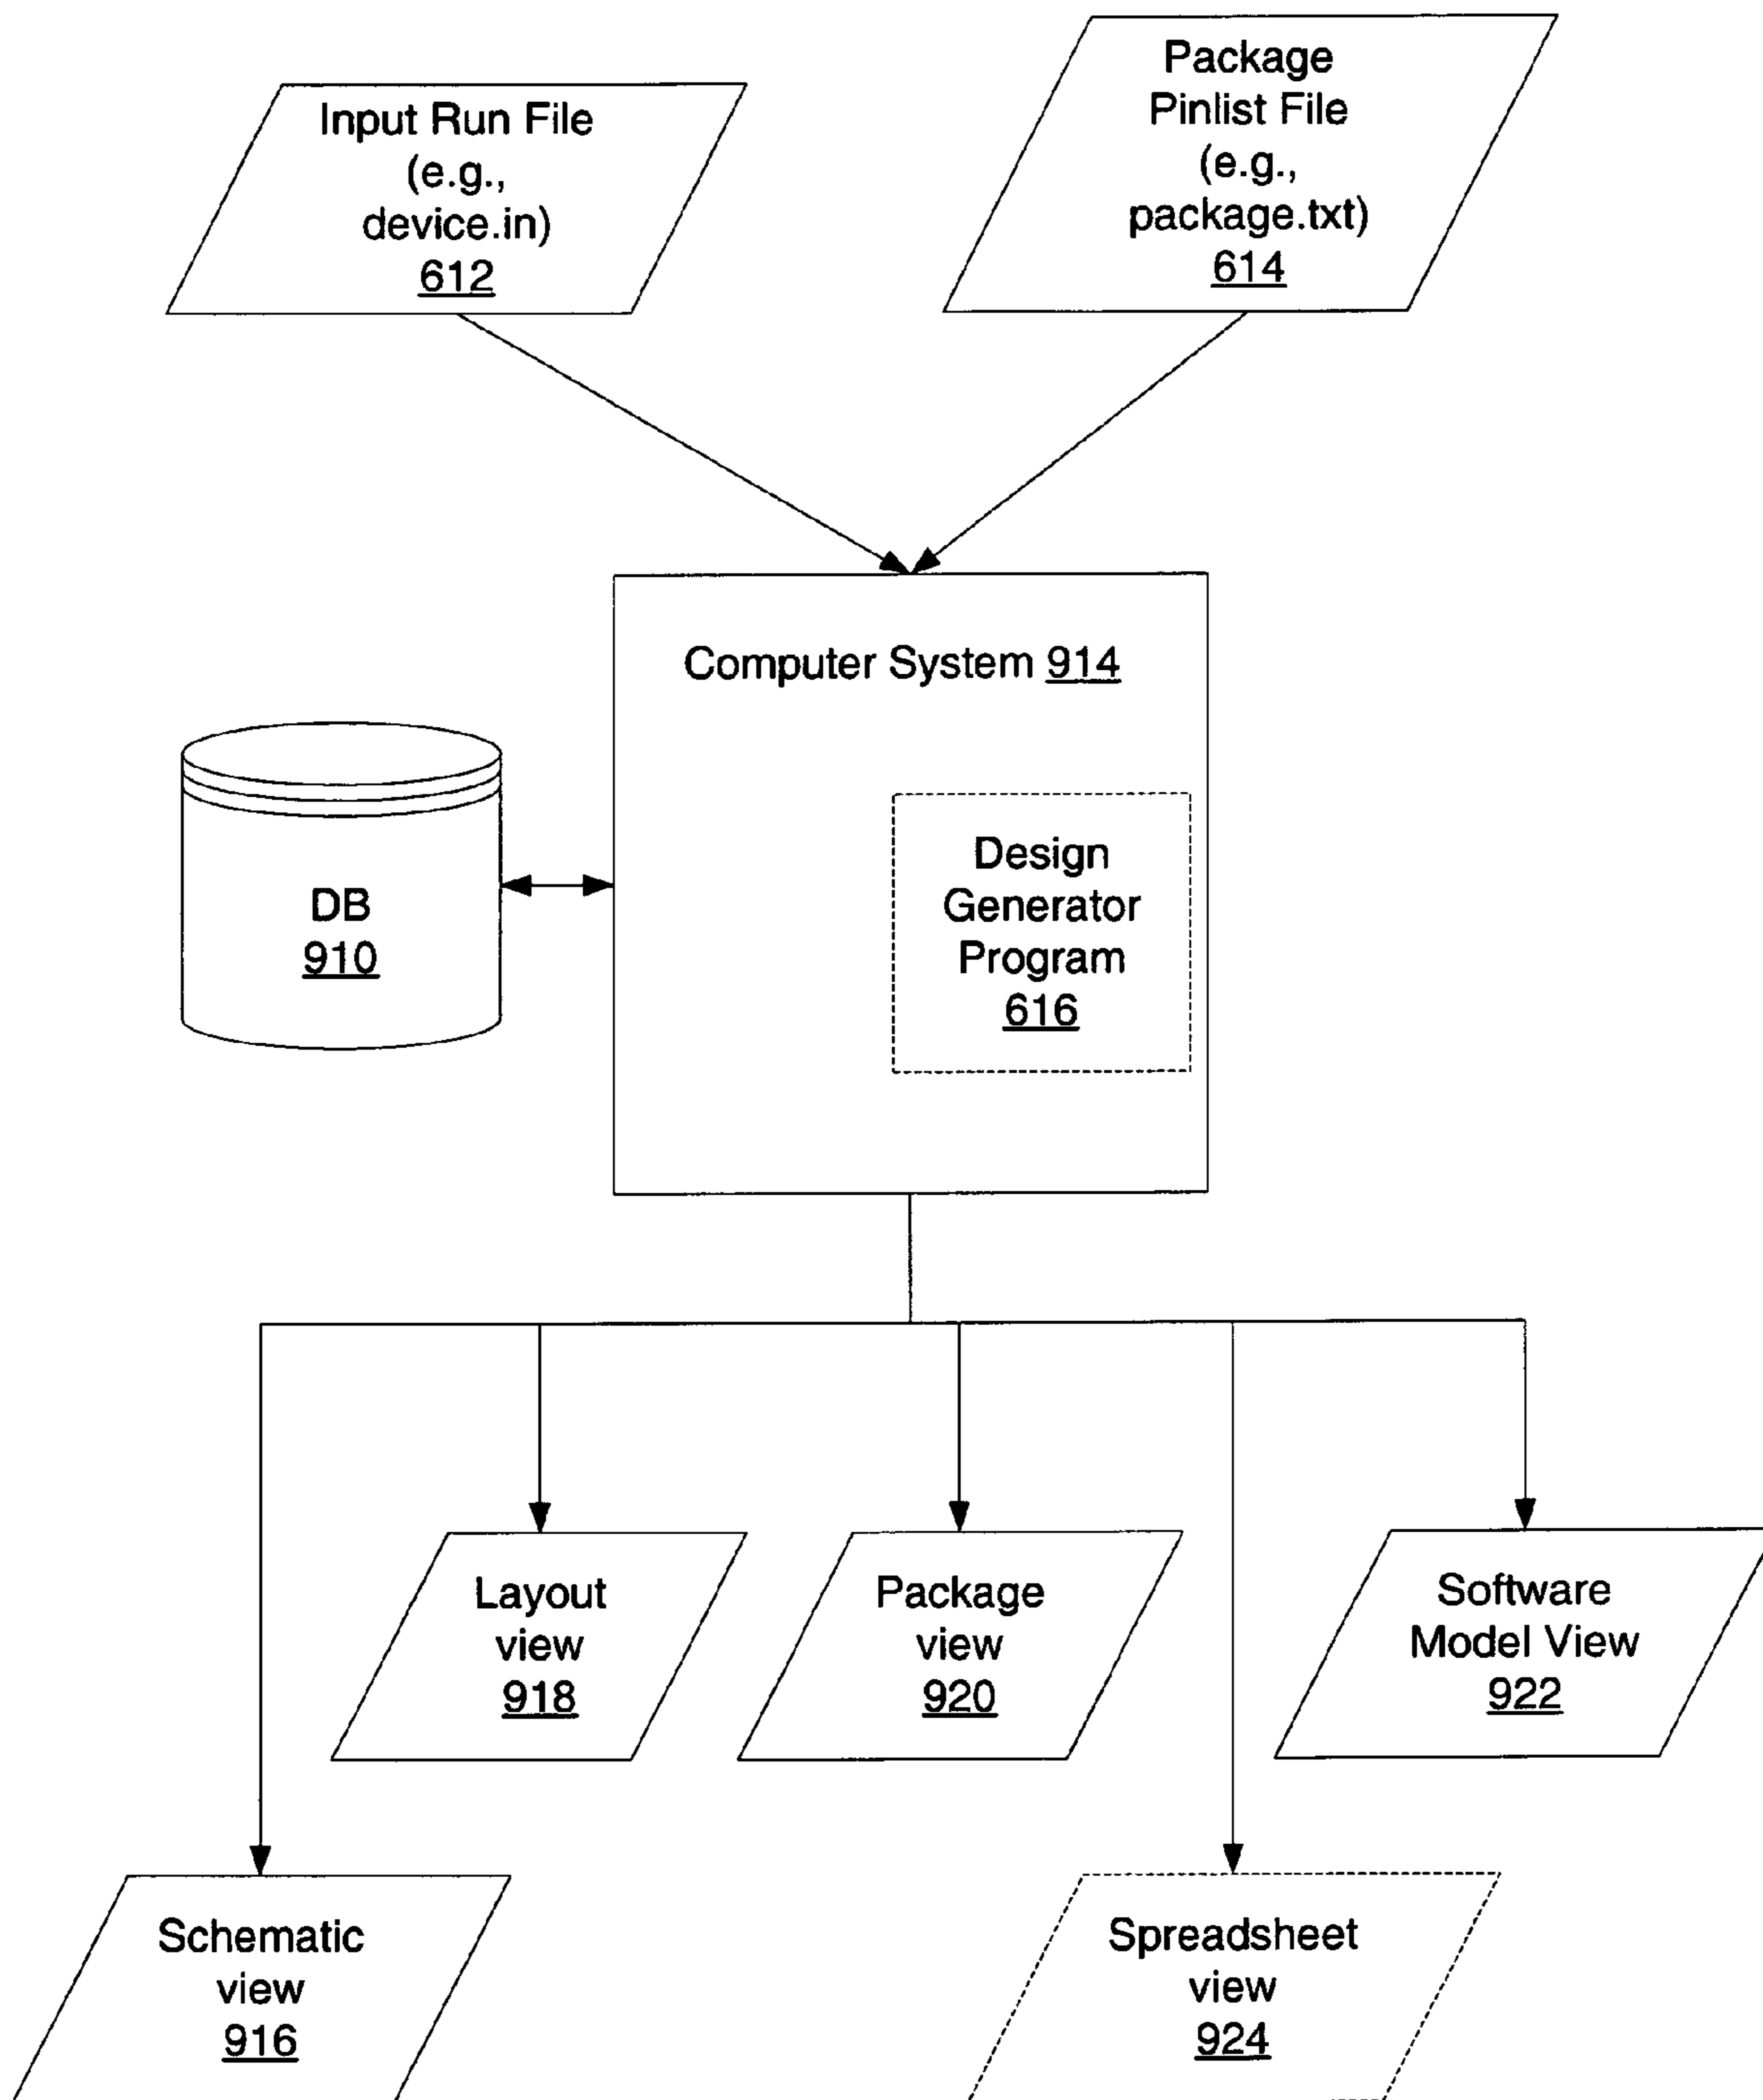 Input Run File
(e.g.,
device.in)
612
Package
Pinlist File
(e.g.,
package.txt)
614
Computer System 914
DB
910
Design
Generator
Program
616
Layout
view
918
Package
view
920
Software
Model View
922
Schematic
view
916
Spreadsheet
view
924